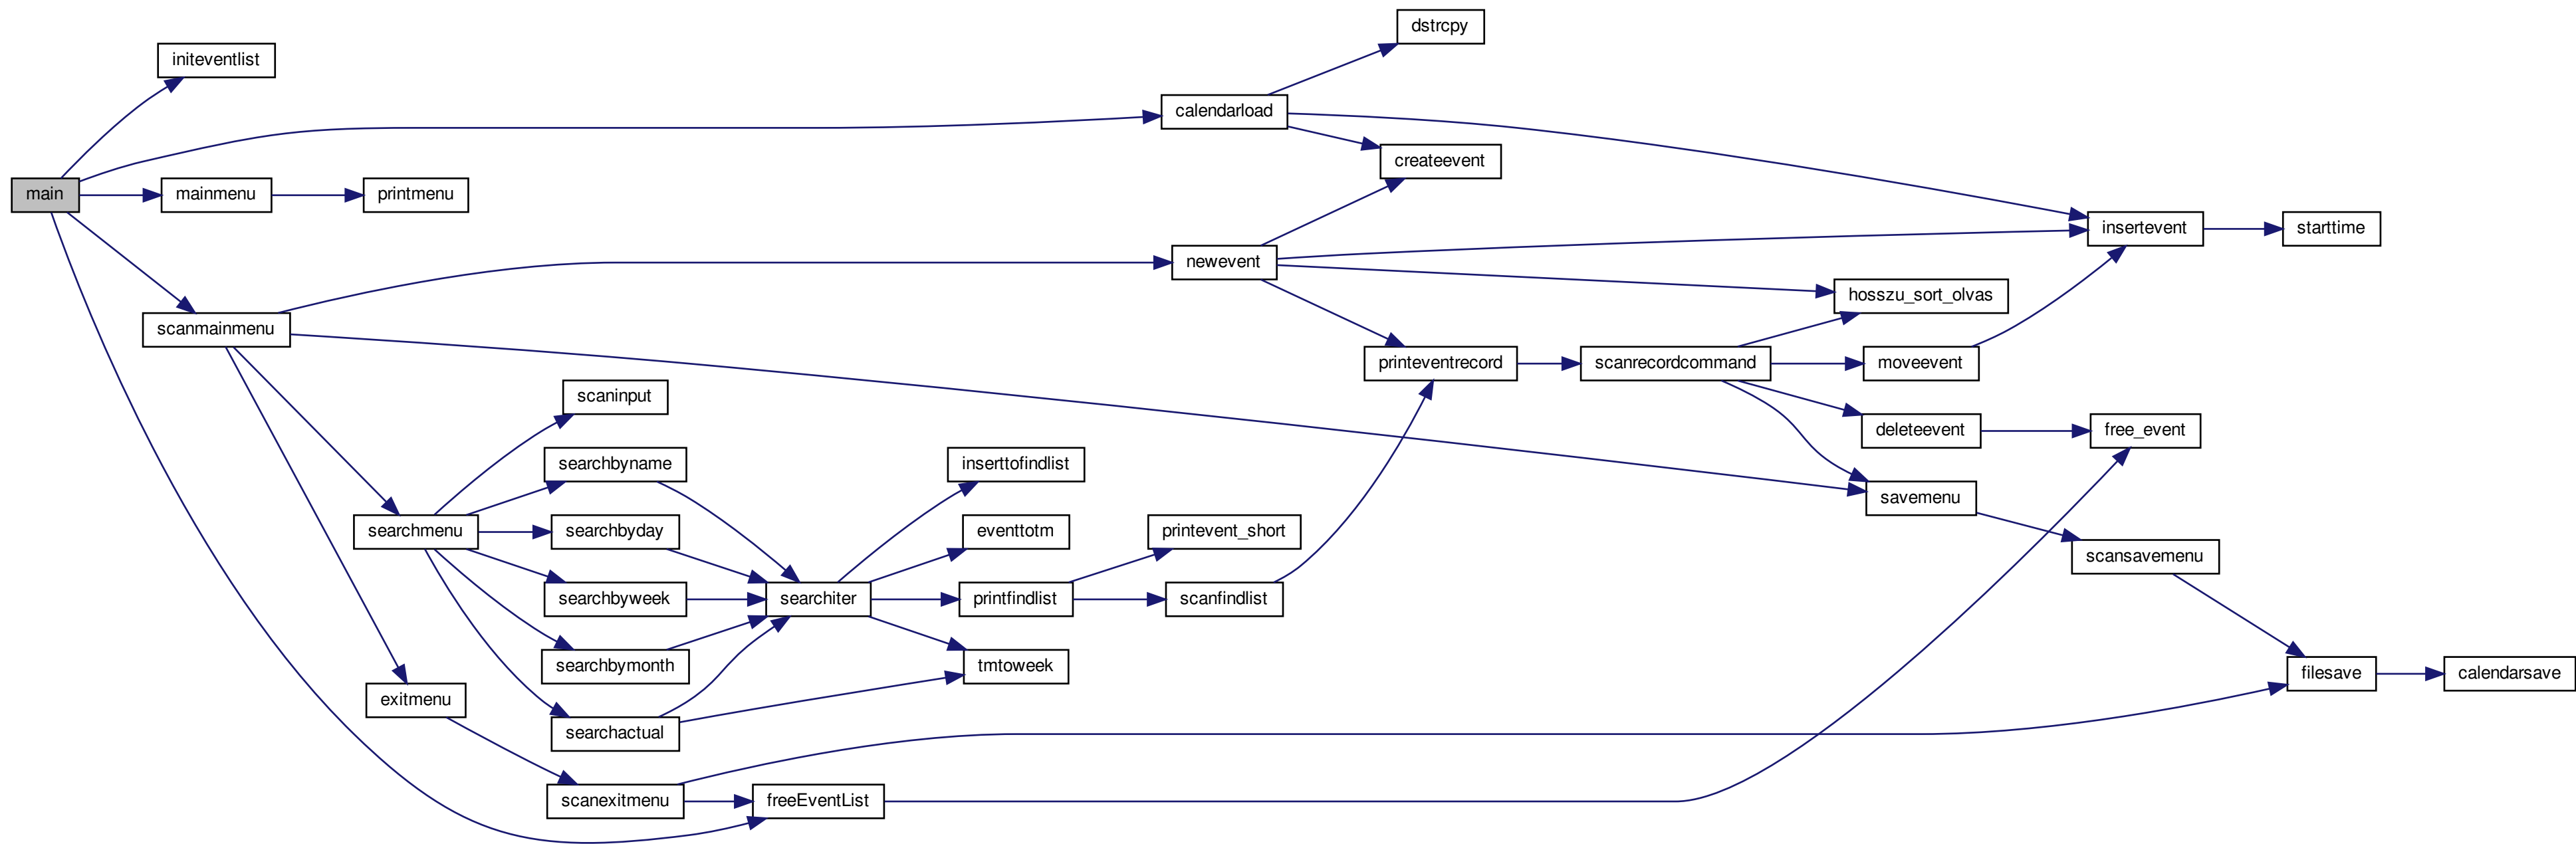 dstrcpy
initeventlist
calendarload
createevent
main
mainmenu
printmenu
insertevent
starttime
newevent
hosszu_sort_olvas
scanmainmenu
printeventrecord
scanrecordcommand
moveevent
scaninput
deleteevent
free_event
searchbyname
inserttofindlist
savemenu
searchmenu
searchbyday
eventtotm
printevent_short
scansavemenu
searchbyweek
searchiter
printfindlist
scanfindlist
searchbymonth
tmtoweek
filesave
calendarsave
exitmenu
searchactual
scanexitmenu
freeEventList